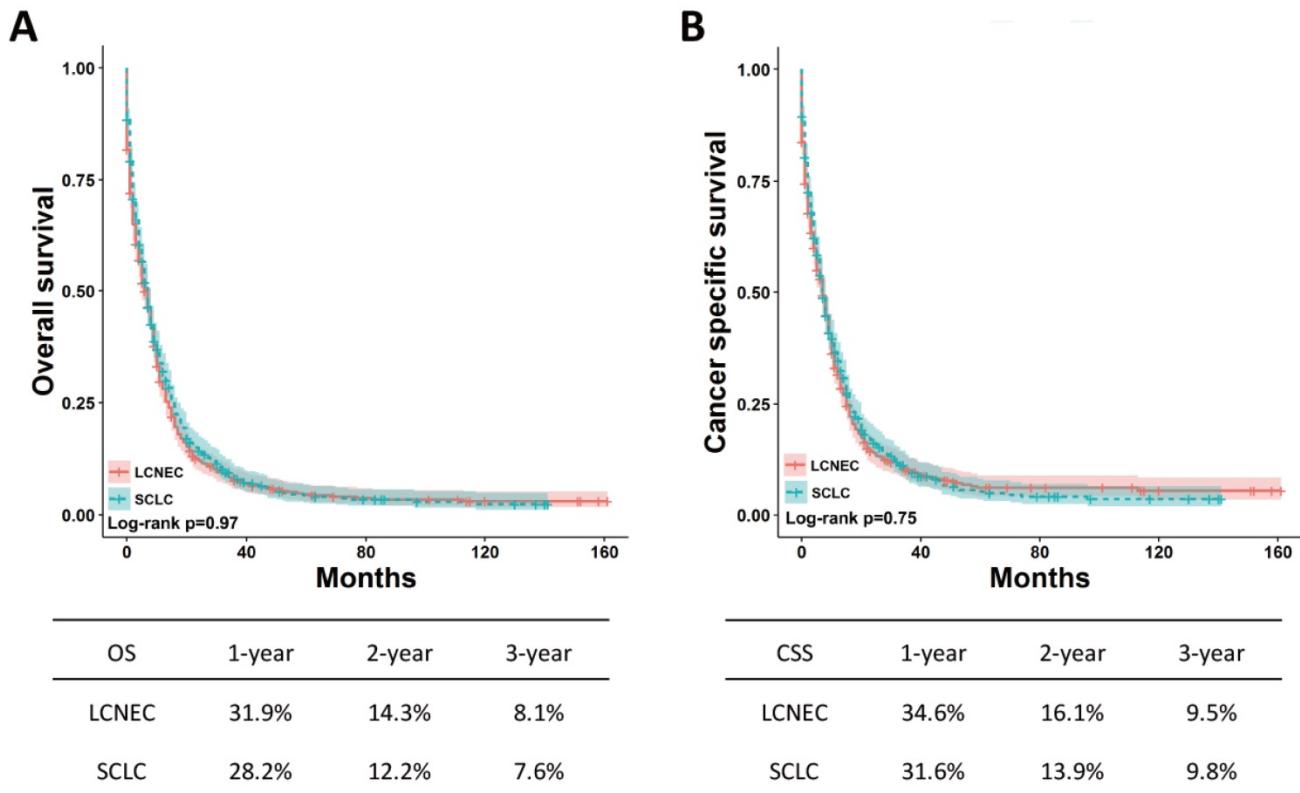 A
Overall survival
1.00
0.75
0.50
0.25
0.00
LCNEC
SCLC
Log-rank p=0.97
0 40 80 120 160
Months
OS 1-year 2-year 3-year
LCNEC 31.9% 14.3% 8.1%
SCLC 28.2% 12.2% 7.6%
B
Cancer specific survival
1.00
0.75
0.50
0.25
0.00
LCNEC
SCLC
Log-rank p=0.75
0 40 80 120 160
Months
CSS 1-year 2-year 3-year
LCNEC 34.6% 16.1% 9.5%
SCLC 31.6% 13.9% 9.8%